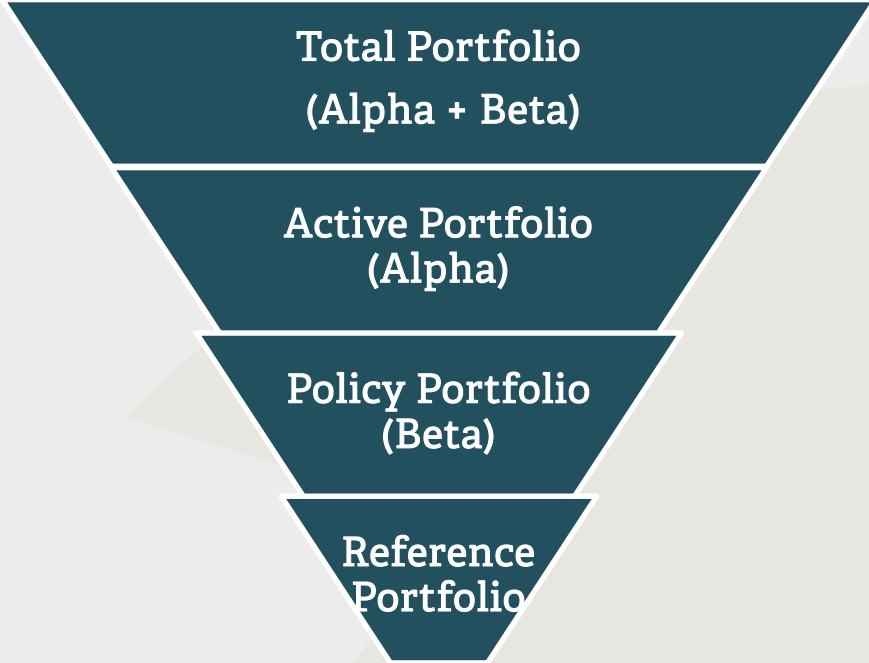 Total Portfolio
(Alpha + Beta)
Active Portfolio
(Alpha)
Policy Portfolio
(Beta)
Reference
Portfolio